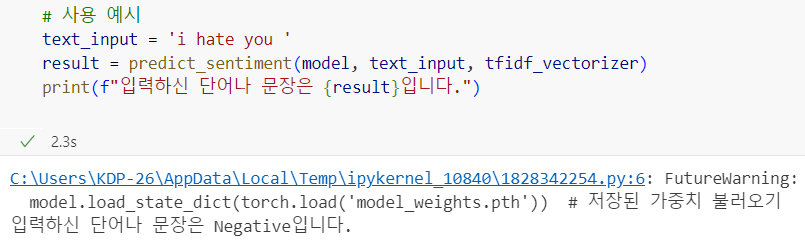 # 사용 예시
text_input = 'i hate you '
result = predict_sentiment(model, text_input, tfidf_vectorizer)
print(f"입력하신 단어나 문장은 {result}입니다.")
2.3s
C:\Users\KDP-26\AppData\Local\Temp\ipykernel_10840\1828342254.py:6: FutureWarning:
model.load_state_dict(torch.load('model_weights.pth'))  # 저장된 가중치 불러오기
입력하신 단어나 문장은 Negative입니다.